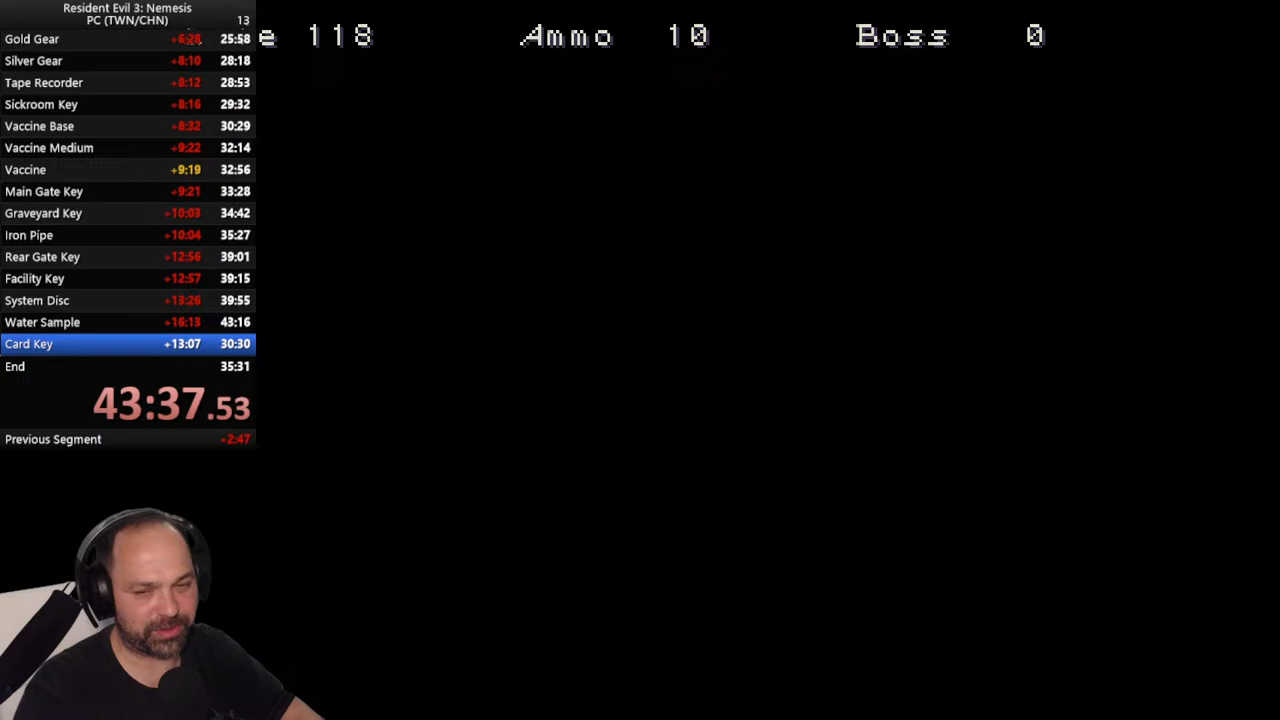 Resident Evil 3: Nemesis
PC (TWN/CHN) 13
e 118 Ammo 10 Boss 0
Gold Gear +6:28 25:58
Silver Gear +8:10 28:18
Tape Recorder +8:12 28:53
Sickroom Key +8:16 29:32
Vaccine Base +8:32 30:29
Vaccine Medium +9:22 32:14
Vaccine +9:19 32:56
Main Gate Key +9:21 33:28
Graveyard Key +10:03 34:42
Iron Pipe +10:04 35:27
Rear Gate Key +12:56 39:01
Facility Key +12:57 39:15
System Disc +13:26 39:55
Water Sample +16:13 43:16
Card Key +13:07 30:30
End 35:31
43:37.53
Previous Segment +2:47